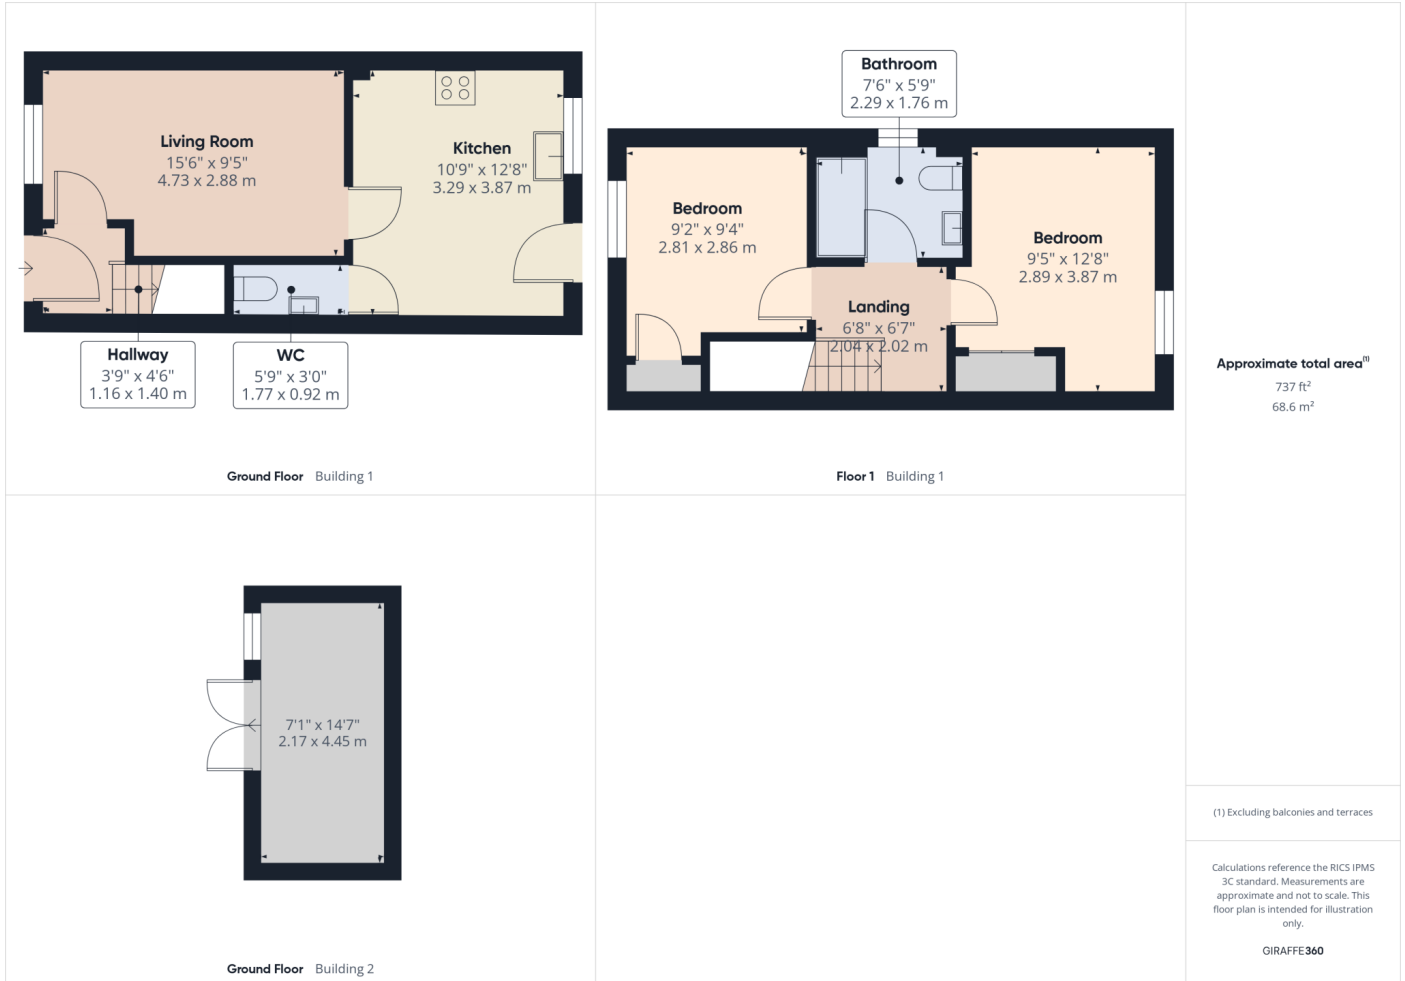 Living Room
15'6" x 9'5"
4.73 x 2.88 m
Kitchen
10'9" x 12'8"
3.29 x 3.87 m
Hallway
3'9" x 4'6"
1.16 x 1.40 m
WC
5'9" x 3'0"
1.77 x 0.92 m
Ground Floor Building 1
Bathroom
7'6" x 5'9"
2.29 x 1.76 m
Bedroom
9'2" x 9'4"
2.81 x 2.86 m
Bedroom
9'5" x 12'8"
2.89 x 3.87 m
Landing
6'8" x 6'7"
2.04 x 2.02 m
Floor 1 Building 1
7'1" x 14'7"
2.17 x 4.45 m
Ground Floor Building 2
Approximate total area(1)
737 ft²
68.6 m²
(1) Excluding balconies and terraces
Calculations reference the RICS IPMS
3C standard. Measurements are
approximate and not to scale. This
floor plan is intended for illustration
only.
GIRAFFE360